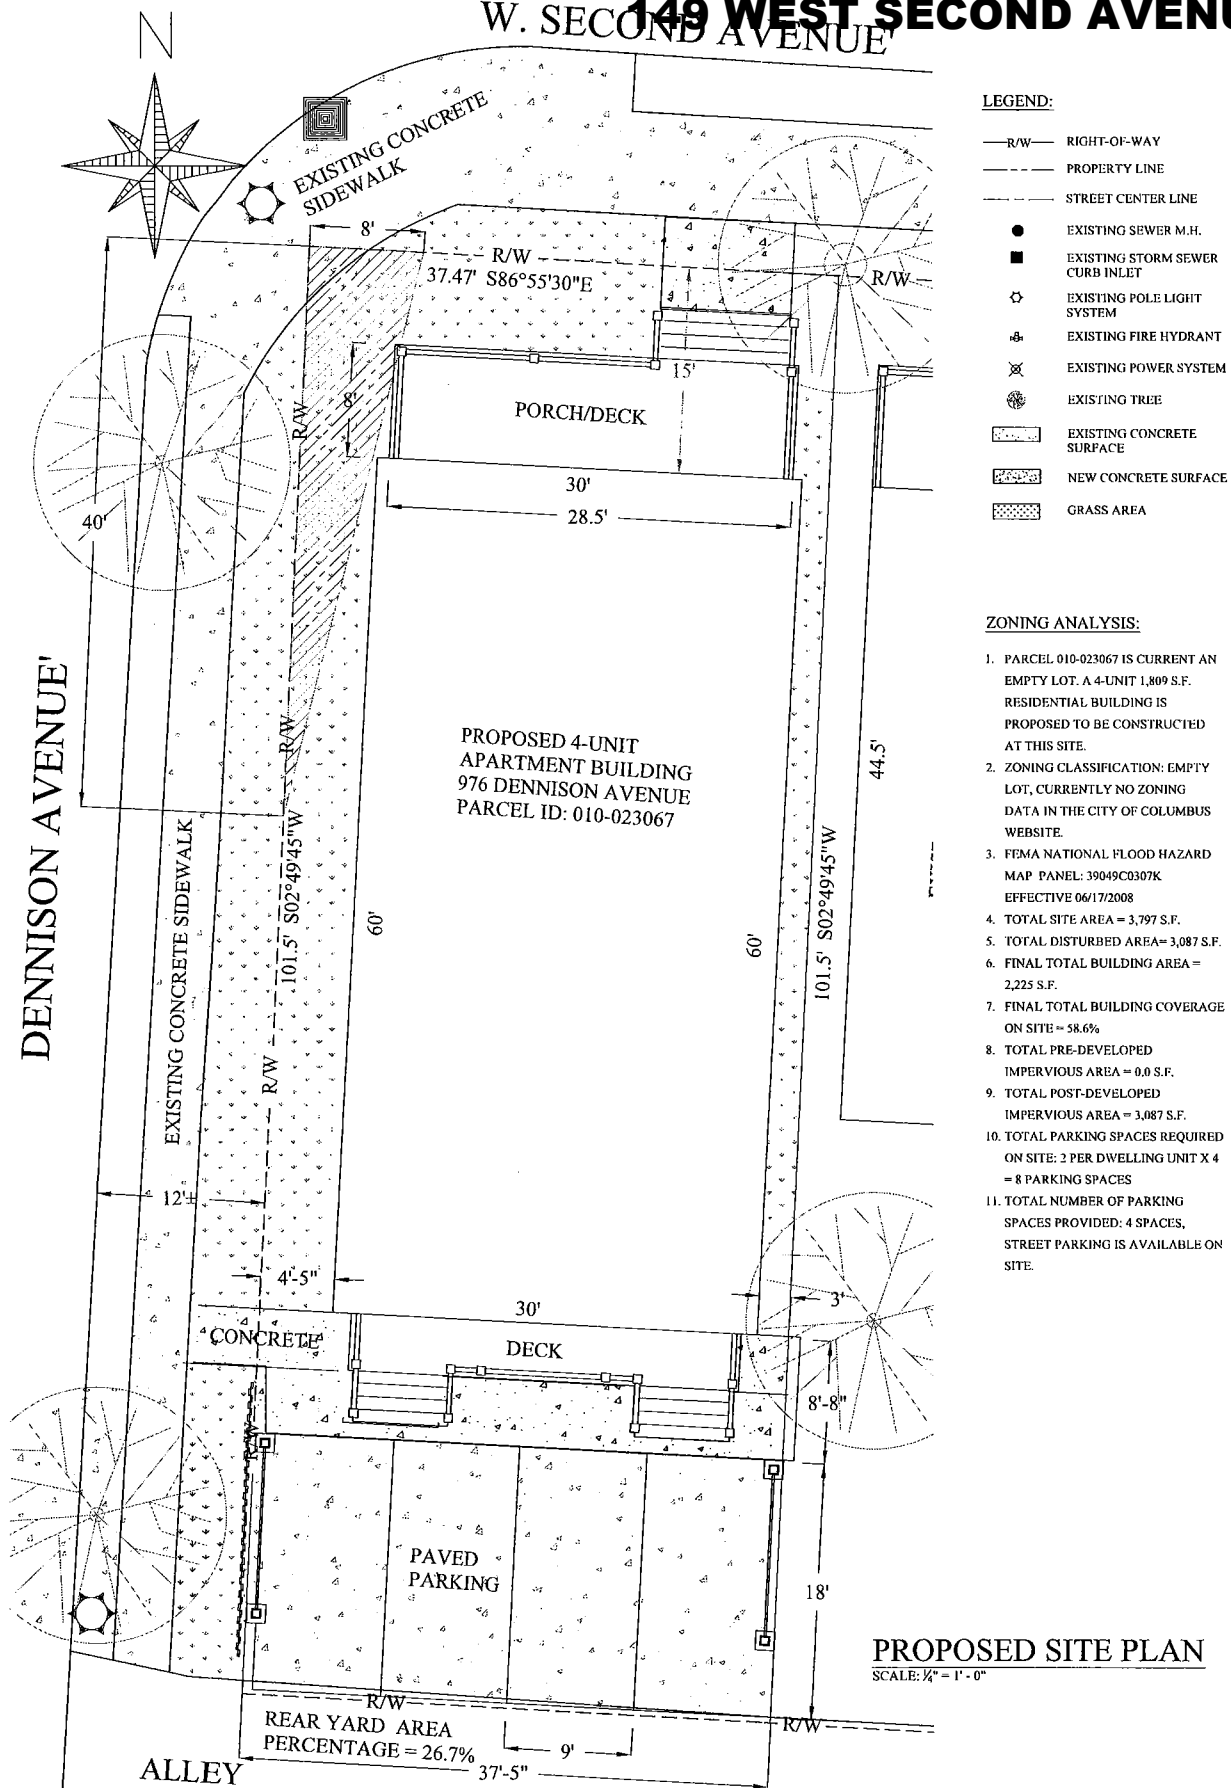 149 WEST SECOND AVENU
W. SECOND AVENUE'
N
EXISTING CONCRETE
SIDEWALK
8'
R/W
37.47' S86°55'30"E
R/W
R/W
8'
15'
PORCH/DECK
30'
28.5'
40'
DENNISON AVENUE'
R/W
PROPOSED 4-UNIT
APARTMENT BUILDING
976 DENNISON AVENUE
PARCEL ID: 010-023067
44.5'
101.5' S02°49'45"W
EXISTING CONCRETE SIDEWALK
60'
60'
101.5' S02°49'45"W
R/W
12'±
4'-5"
30'
3'
CONCRETE
DECK
8'-8"
R/W
PAVED
PARKING
18'
R/W
R/W
REAR YARD AREA
PERCENTAGE = 26.7%
9'
37'-5"
ALLEY
LEGEND:
R/W RIGHT-OF-WAY
PROPERTY LINE
STREET CENTER LINE
EXISTING SEWER M.H.
EXISTING STORM SEWER
CURB INLET
EXISTING POLE LIGHT
SYSTEM
EXISTING FIRE HYDRANT
EXISTING POWER SYSTEM
EXISTING TREE
EXISTING CONCRETE
SURFACE
NEW CONCRETE SURFACE
GRASS AREA
ZONING ANALYSIS:
1. PARCEL 010-023067 IS CURRENT AN
EMPTY LOT. A 4-UNIT 1,809 S.F.
RESIDENTIAL BUILDING IS
PROPOSED TO BE CONSTRUCTED
AT THIS SITE.
2. ZONING CLASSIFICATION: EMPTY
LOT, CURRENTLY NO ZONING
DATA IN THE CITY OF COLUMBUS
WEBSITE.
3. FEMA NATIONAL FLOOD HAZARD
MAP PANEL: 39049C0307K
EFFECTIVE 06/17/2008
4. TOTAL SITE AREA = 3,797 S.F.
5. TOTAL DISTURBED AREA= 3,087 S.F.
6. FINAL TOTAL BUILDING AREA =
2,225 S.F.
7. FINAL TOTAL BUILDING COVERAGE
ON SITE = 58.6%
8. TOTAL PRE-DEVELOPED
IMPERVIOUS AREA = 0.0 S.F.
9. TOTAL POST-DEVELOPED
IMPERVIOUS AREA = 3,087 S.F.
10. TOTAL PARKING SPACES REQUIRED
ON SITE: 2 PER DWELLING UNIT X 4
= 8 PARKING SPACES
11. TOTAL NUMBER OF PARKING
SPACES PROVIDED: 4 SPACES,
STREET PARKING IS AVAILABLE ON
SITE.
PROPOSED SITE PLAN
SCALE: ¼" = 1' - 0"